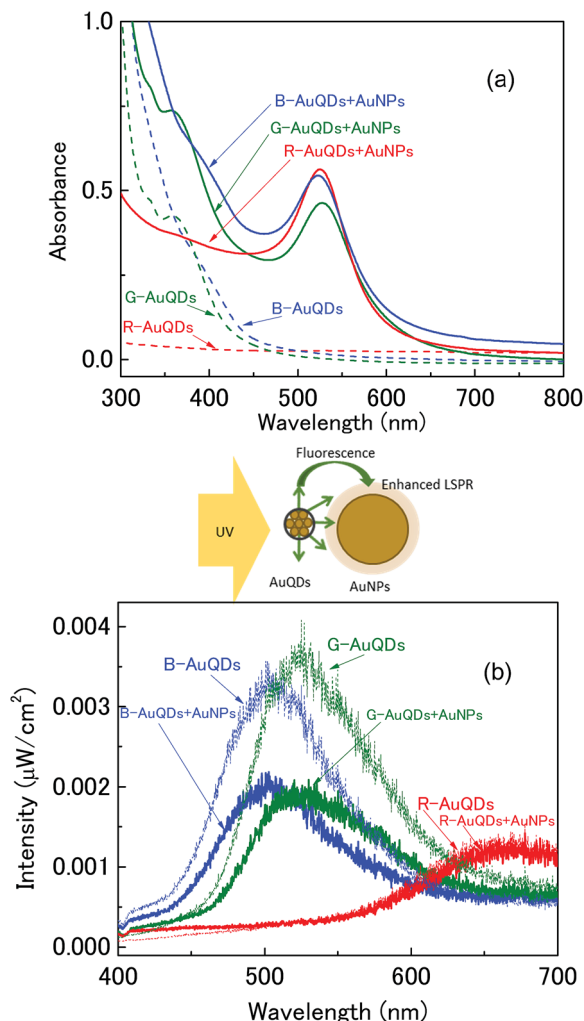 1.0
(a)
B-AuQDs+AuNPs
G-AuQDs+AuNPs
R-AuQDs+AuNPs
0.5
Absorbance
G-AuQDs
B-AuQDs
R-AuQDs
0.0
300 400 500 600 700 800
Wavelength (nm)
Fluorescence
Enhanced LSPR
UV
AuQDs
AuNPs
0.004
B-AuQDs
G-AuQDs
(b)
0.003
B-AuQDs+AuNPs
G-AuQDs+AuNPs
0.002
R-AuQDs
R-AuQDs+AuNPs
0.001
0.000
Intensity (μW/cm²)
400 500 600 700
Wavelength (nm)